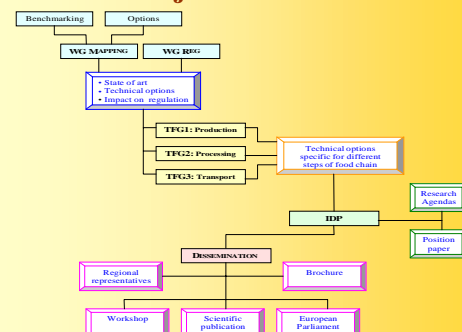 Benchmarking
Options
WG MAPPING
WG REG
• State of art
• Technical options
• Impact on regulation
TFG1: Production
TFG2: Processing
TFG3: Transport
Technical options
specific for different
steps of food chain
Research
Agendas
IDP
Position
paper
DISSEMINATION
Regional
representatives
Brochure
Workshop
Scientific
publication
European
Parliament